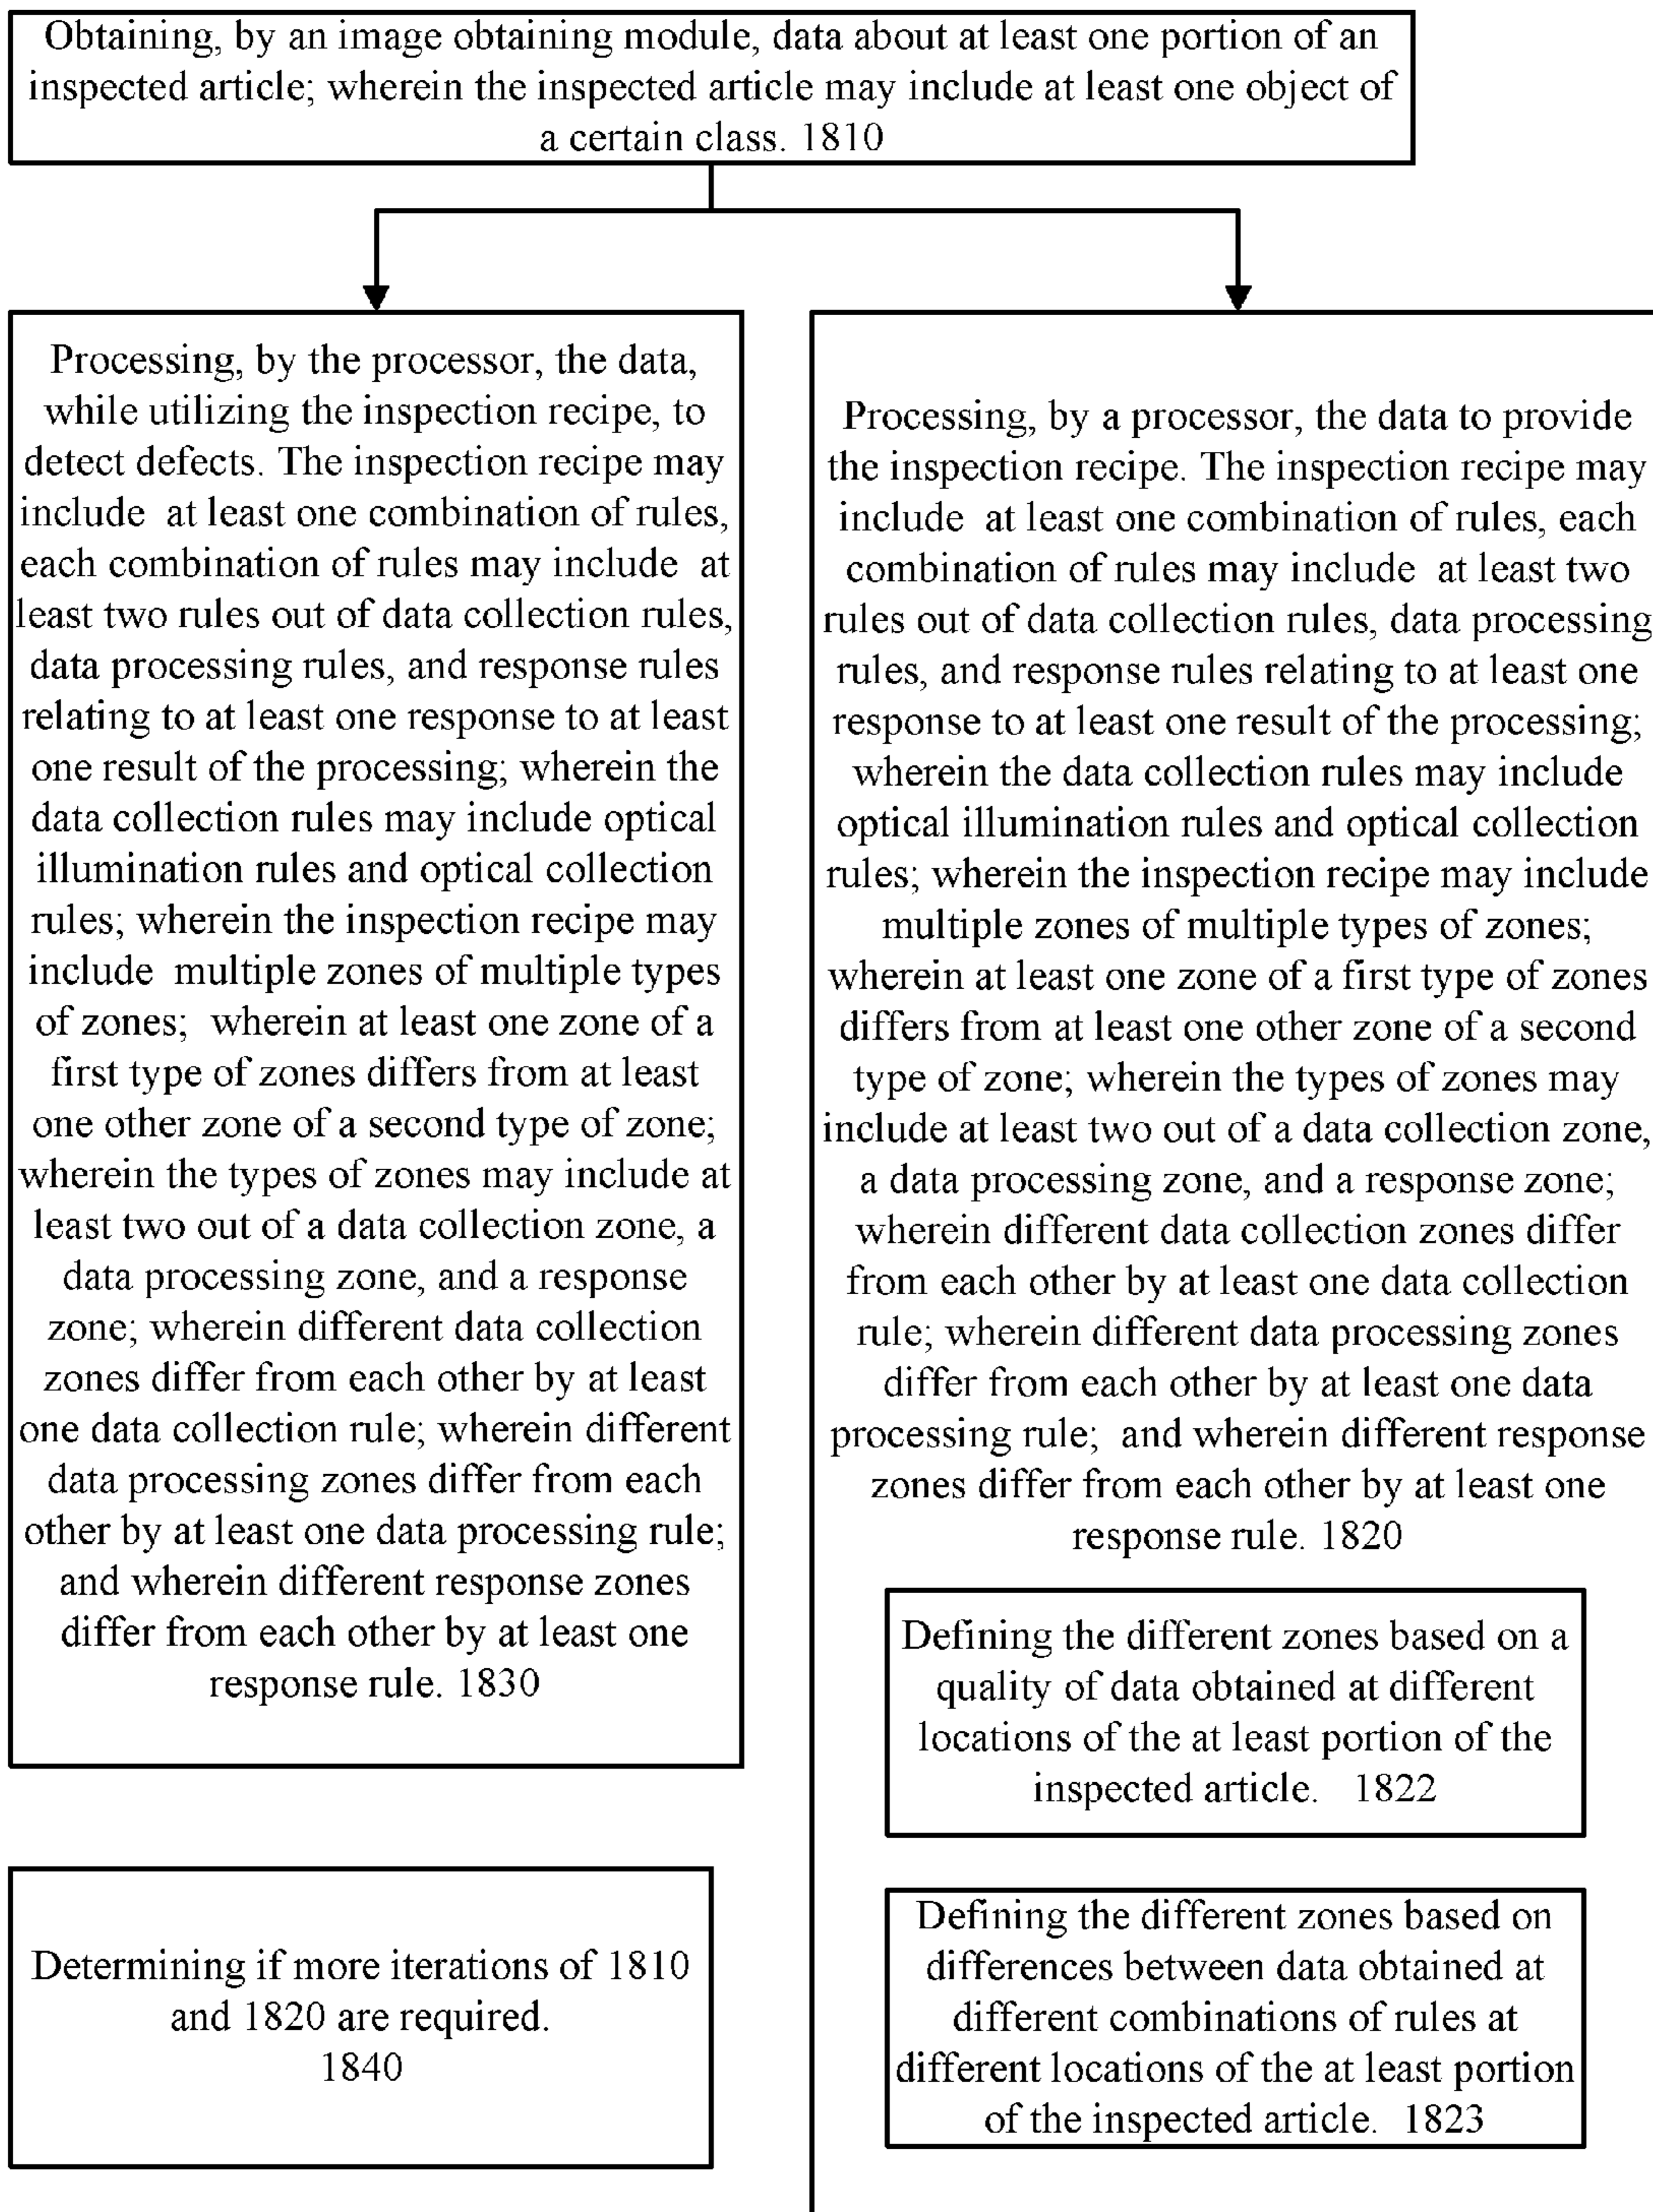 Obtaining, by an image obtaining module, data about at least one portion of an
inspected article; wherein the inspected article may include at least one object of
a certain class. 1810
Processing, by the processor, the data,
while utilizing the inspection recipe, to
detect defects. The inspection recipe may
include at least one combination of rules,
each combination of rules may include at
least two rules out of data collection rules,
data processing rules, and response rules
relating to at least one response to at least
one result of the processing; wherein the
data collection rules may include optical
illumination rules and optical collection
rules; wherein the inspection recipe may
include multiple zones of multiple types
of zones; wherein at least one zone of a
first type of zones differs from at least
one other zone of a second type of zone;
wherein the types of zones may include at
least two out of a data collection zone, a
data processing zone, and a response
zone; wherein different data collection
zones differ from each other by at least
one data collection rule; wherein different
data processing zones differ from each
other by at least one data processing rule;
and wherein different response zones
differ from each other by at least one
response rule. 1830
Determining if more iterations of 1810
and 1820 are required.
1840
Processing, by a processor, the data to provide
the inspection recipe. The inspection recipe may
include at least one combination of rules, each
combination of rules may include at least two
rules out of data collection rules, data processing
rules, and response rules relating to at least one
response to at least one result of the processing;
wherein the data collection rules may include
optical illumination rules and optical collection
rules; wherein the inspection recipe may include
multiple zones of multiple types of zones;
wherein at least one zone of a first type of zones
differs from at least one other zone of a second
type of zone; wherein the types of zones may
include at least two out of a data collection zone,
a data processing zone, and a response zone;
wherein different data collection zones differ
from each other by at least one data collection
rule; wherein different data processing zones
differ from each other by at least one data
processing rule; and wherein different response
zones differ from each other by at least one
response rule. 1820
Defining the different zones based on a
quality of data obtained at different
locations of the at least portion of the
inspected article. 1822
Defining the different zones based on
differences between data obtained at
different combinations of rules at
different locations of the at least portion
of the inspected article. 1823